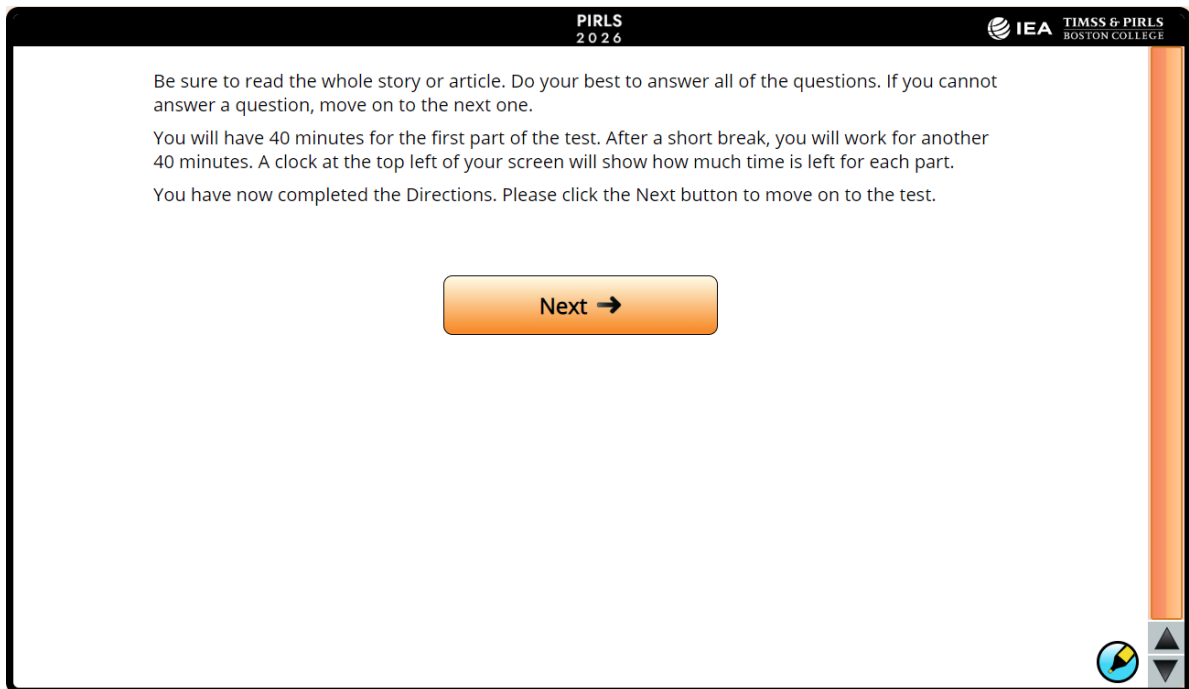 PIRLS
2026
IEA
TIMSS & PIRLS
BOSTON COLLEGE
Be sure to read the whole story or article. Do your best to answer all of the questions. If you cannot
answer a question, move on to the next one.
You will have 40 minutes for the first part of the test. After a short break, you will work for another
40 minutes. A clock at the top left of your screen will show how much time is left for each part.
You have now completed the Directions. Please click the Next button to move on to the test.
Next